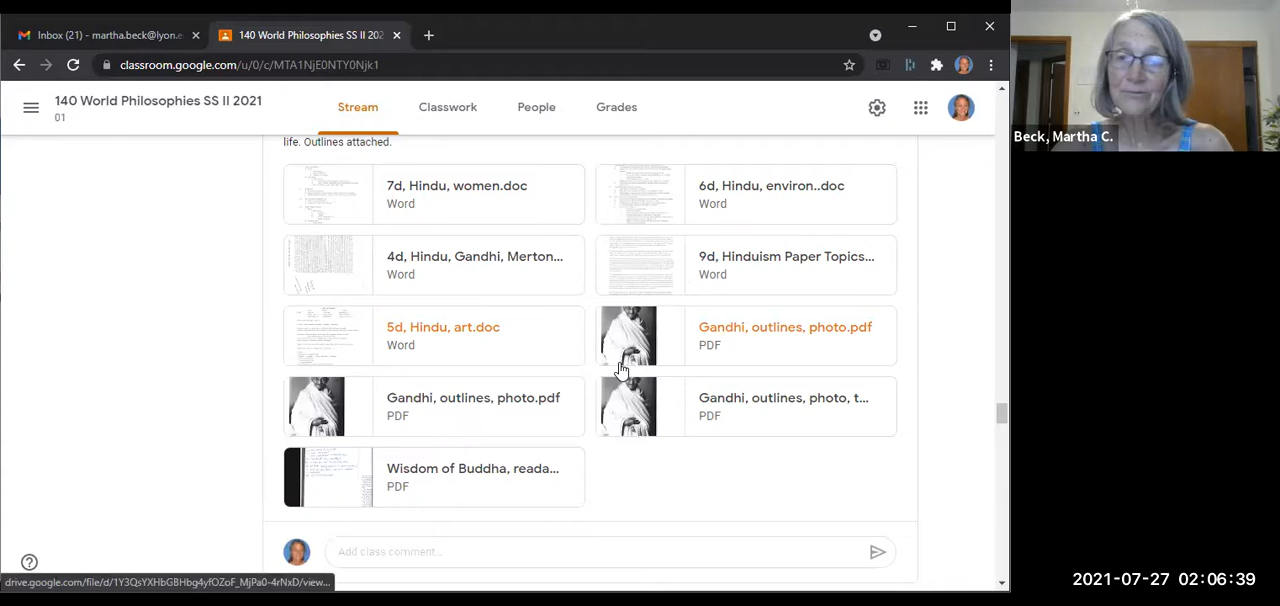 Inbox (21) - martha.beck@lyon.e
140 World Philosophies SS II 202
classroom.google.com/u/0/c/MTA1NjE0NTY0Njk1
140 World Philosophies SS II 2021
01
Stream
Classwork
People
Grades
Beck, Martha C.
life. Outlines attached.
7d, Hindu, women.doc
Word
6d, Hindu, environ..doc
Word
4d, Hindu, Gandhi, Merton...
Word
9d, Hinduism Paper Topics...
Word
5d, Hindu, art.doc
Word
Gandhi, outlines, photo.pdf
PDF
Gandhi, outlines, photo.pdf
PDF
Gandhi, outlines, photo, t...
PDF
Wisdom of Buddha, reada...
PDF
Add class comment...
drive.google.com/file/d/1Y3QsYXHbGBHbg4yfOZoF_MjPa0-4rNxD/view...
2021-07-27 02:06:39